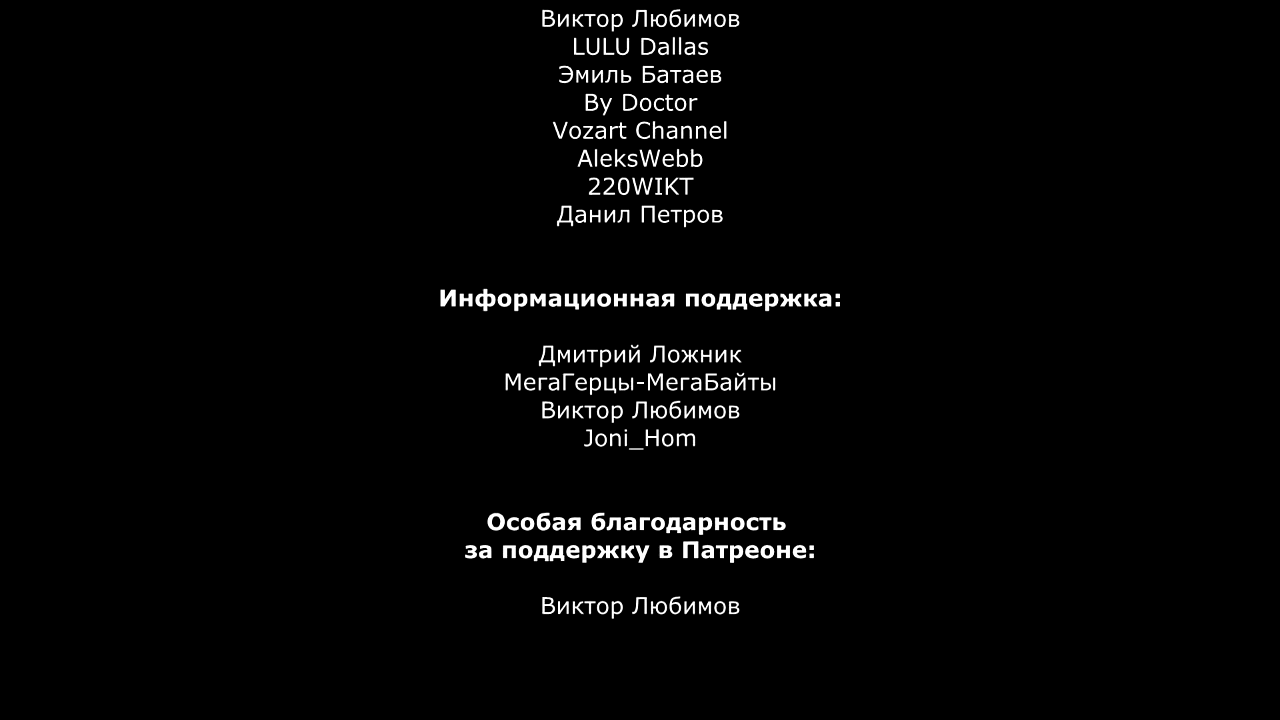 Виктор Любимов
LULU Dallas
Эмиль Батаев
By Doctor
Vozart Channel
AleksWebb
220WIKT
Данил Петров
Информационная поддержка:
Дмитрий Ложник
МегаГерцы-МегаБайты
Виктор Любимов
Joni_Hom
Особая благодарность
за поддержку в Патреоне:
Виктор Любимов